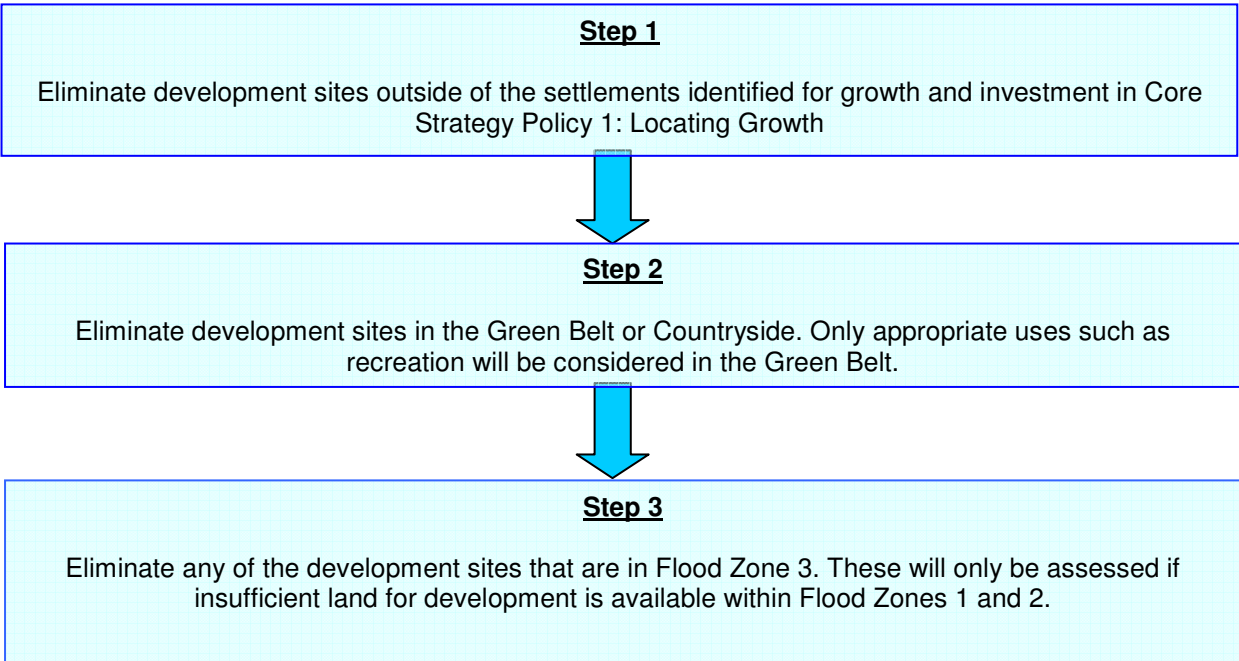 Step 1
Eliminate development sites outside of the settlements identified for growth and investment in Core
Strategy Policy 1: Locating Growth
Step 2
Eliminate development sites in the Green Belt or Countryside. Only appropriate uses such as
recreation will be considered in the Green Belt.
Step 3
Eliminate any of the development sites that are in Flood Zone 3. These will only be assessed if
insufficient land for development is available within Flood Zones 1 and 2.